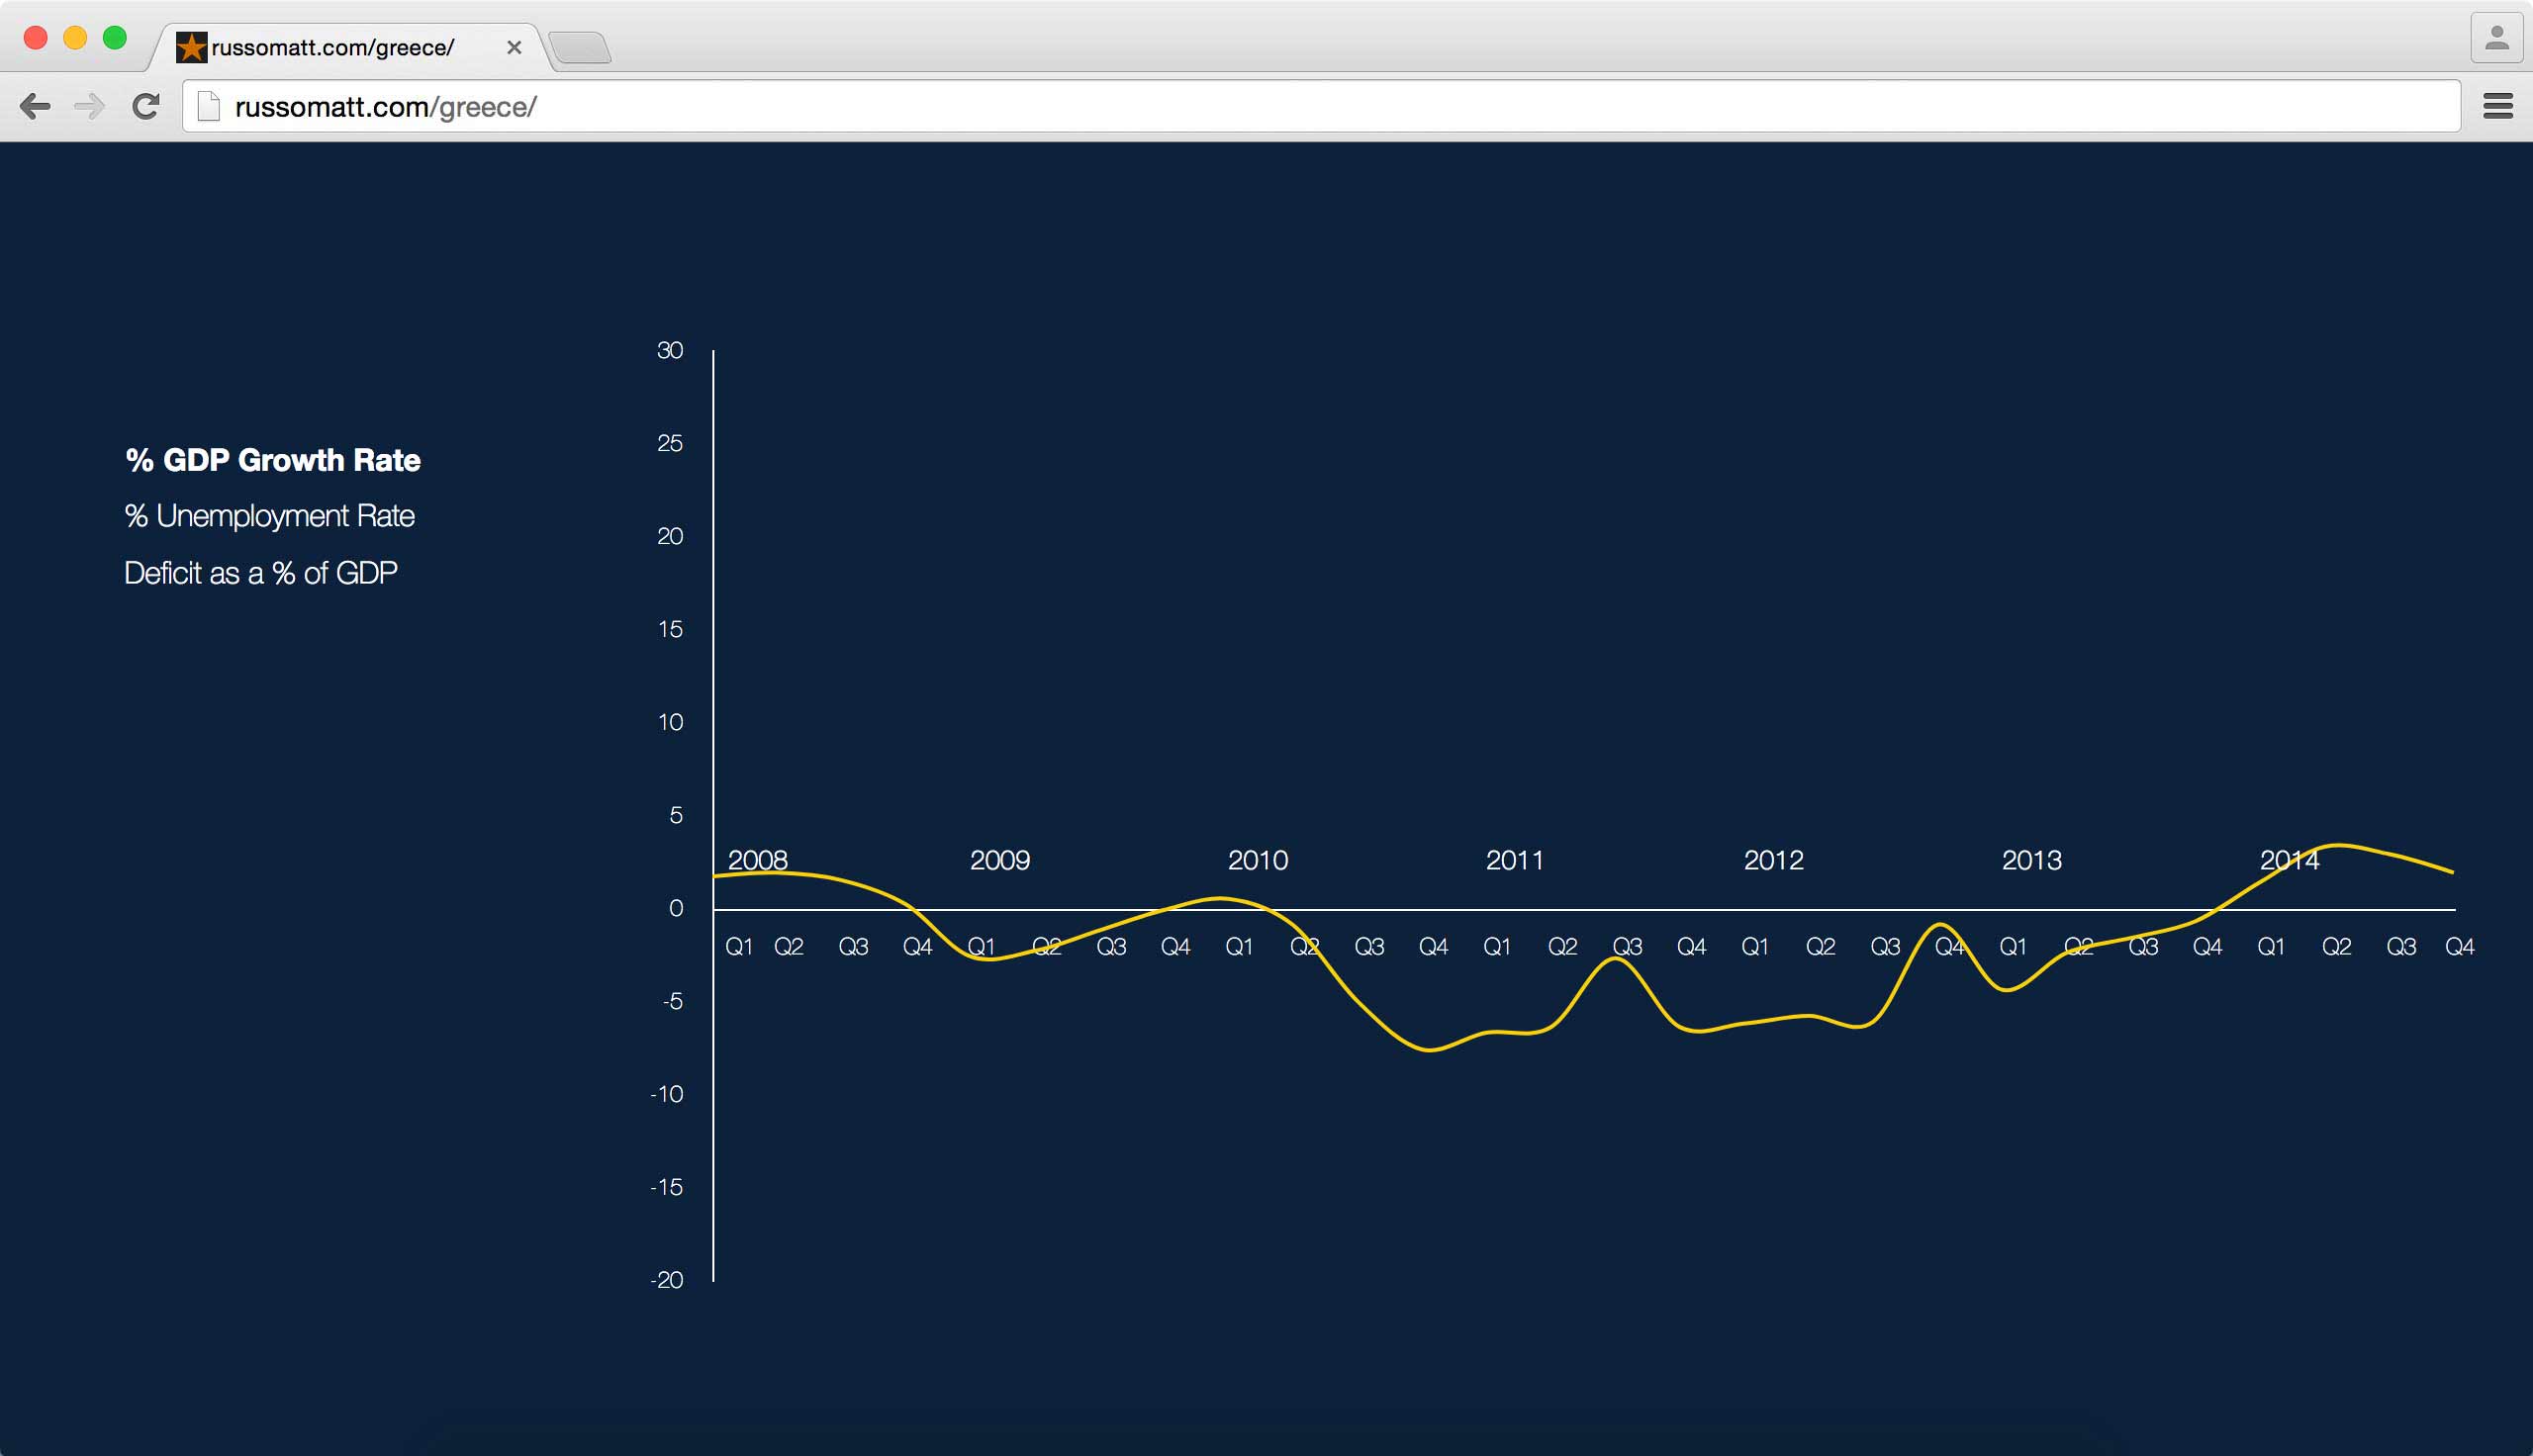 russomatt.com/greece/
russomatt.com/greece/
% GDP Growth Rate
% Unemployment Rate
Deficit as a % of GDP
30
25
20
15
10
5
0
-5
-10
-15
-20
2008 2009 2010 2011 2012 2013 2014
Q1 Q2 Q3 Q4 Q1 Q2 Q3 Q4 Q1 Q2 Q3 Q4 Q1 Q2 Q3 Q4 Q1 Q2 Q3 Q4 Q1 Q2 Q3 Q4 Q1 Q2 Q3 Q4